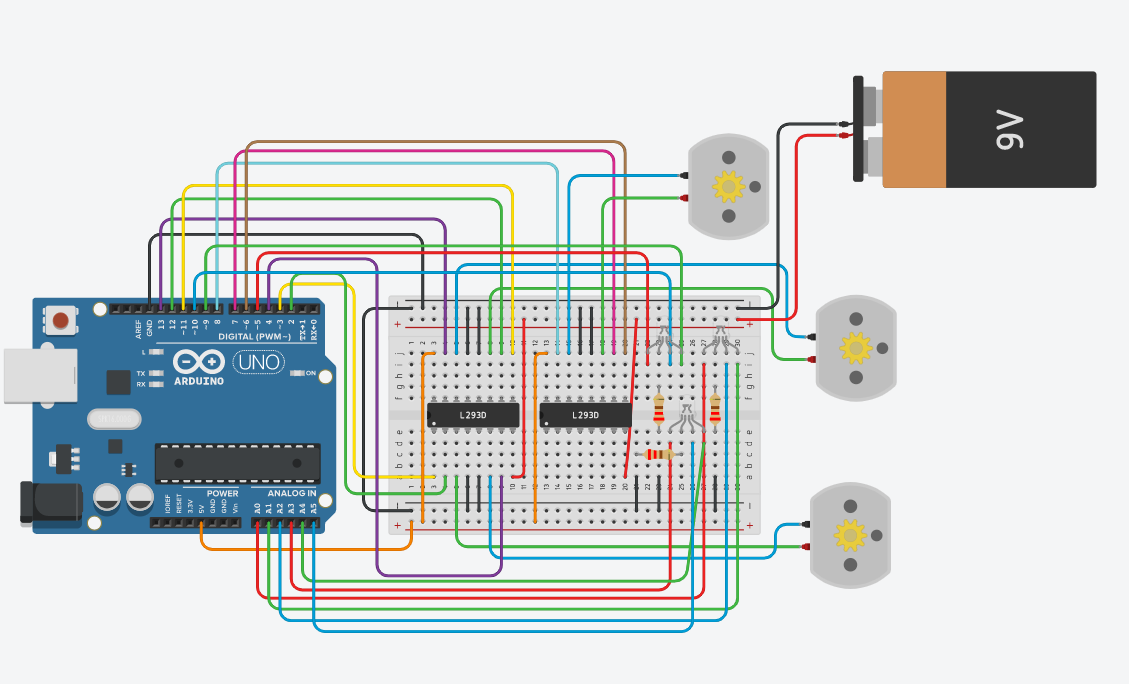 9V
AREF
GND
13
12
~11
~10
~9
8
7
~6
~5
4
~3
2
TX→1
RX←0
DIGITAL (PWM~)
L
TX
RX
ARDUINO
UNO
ON
POWER
ANALOG IN
IOREF
RESET
3.3V
5V
GND
GND
Vin
A0
A1
A2
A3
A4
A5
L293D
L293D